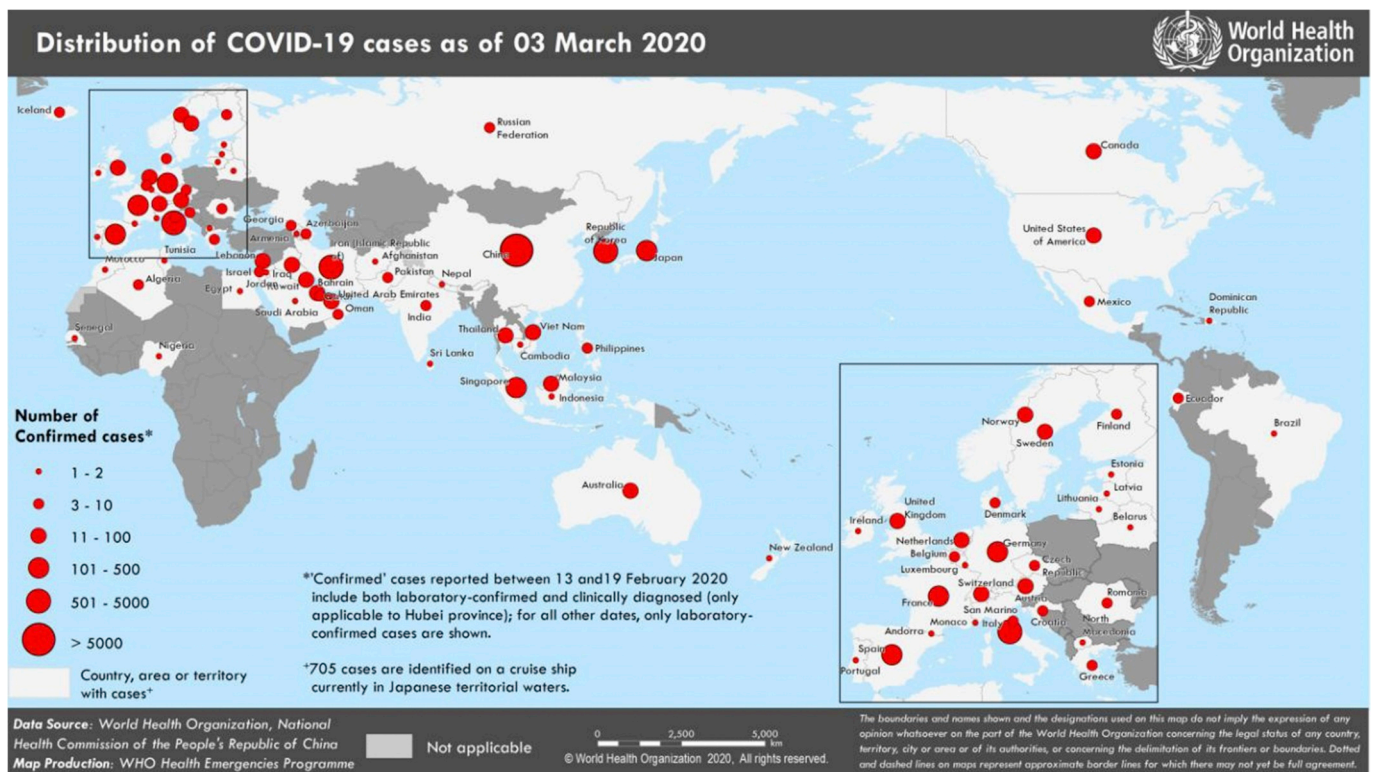 Distribution of COVID-19 cases as of 03 March 2020
World Health
Organization
Iceland
Russian
Federation
Canada
Georgia
Azerbaijan
Armenia
Republic
of Korea
United States
of America
Tunisia
Lebanon
Iran (Islamic Republic
of)
Afghanistan
China
Japan
Morocco
Israel
Iraq
Pakistan
Nepal
Algeria
Jordan
Kuwait
Bahrain
Egypt
Qatar
United Arab Emirates
Mexico
Dominican
Republic
Saudi Arabia
Oman
India
Senegal
Thailand
Viet Nam
Nigeria
Sri Lanka
Cambodia
Philippines
Singapore
Malaysia
Indonesia
Ecuador
Brazil
Australia
New Zealand
Norway
Sweden
Finland
Estonia
Latvia
Lithuania
Belarus
United
Kingdom
Ireland
Denmark
Netherlands
Germany
Belgium
Luxembourg
Czech
Republic
Switzerland
Austria
France
San Marino
Romania
Monaco
Italy
Croatia
North
Macedonia
Andorra
Spain
Portugal
Greece
Number of
Confirmed cases*
1 - 2
3 - 10
11 - 100
101 - 500
501 - 5000
> 5000
Country, area or territory
with cases+
*'Confirmed' cases reported between 13 and19 February 2020
include both laboratory-confirmed and clinically diagnosed (only
applicable to Hubei province); for all other dates, only laboratory-
confirmed cases are shown.
+705 cases are identified on a cruise ship
currently in Japanese territorial waters.
Data Source: World Health Organization, National
Health Commission of the People's Republic of China
Map Production: WHO Health Emergencies Programme
Not applicable
0 2,500 5,000
km
© World Health Organization 2020, All rights reserved.
The boundaries and names shown and the designations used on this map do not imply the expression of any
opinion whatsoever on the part of the World Health Organization concerning the legal status of any country,
territory, city or area or of its authorities, or concerning the delimitation of its frontiers or boundaries. Dotted
and dashed lines on maps represent approximate border lines for which there may not yet be full agreement.